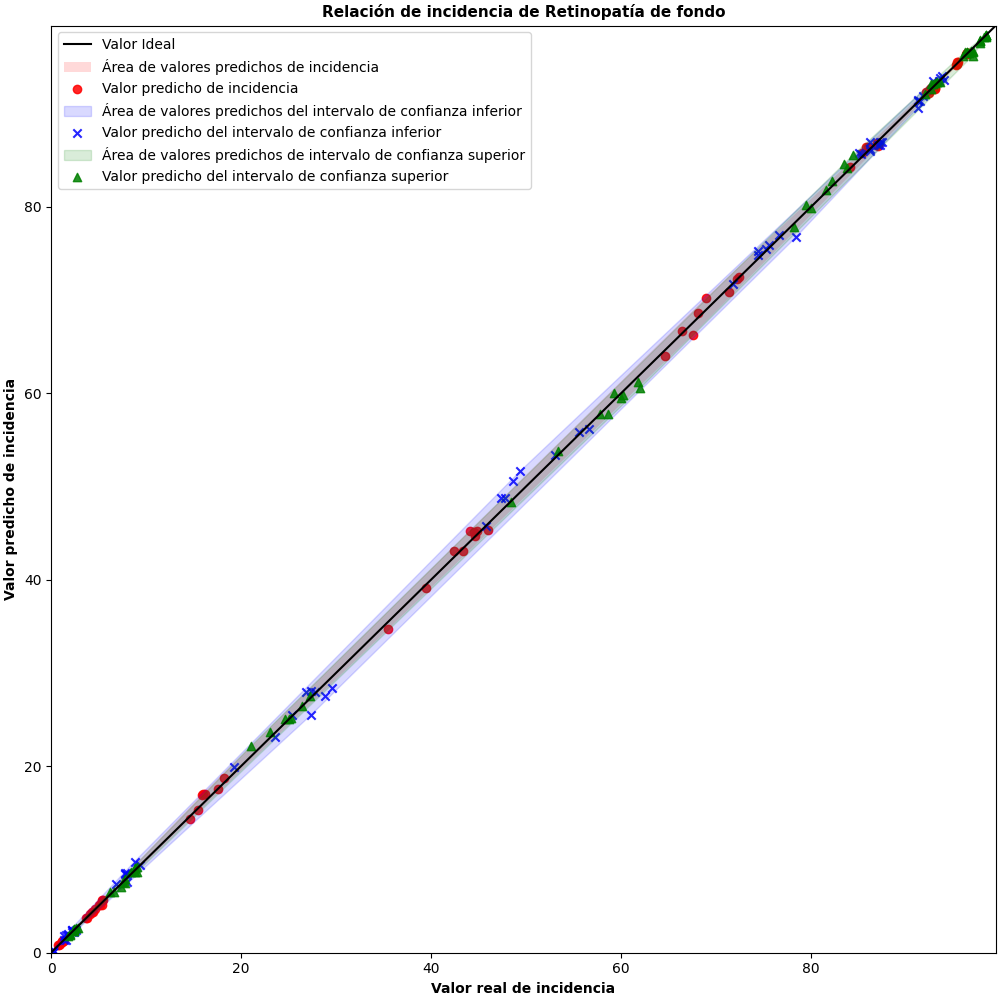 Relación de incidencia de Retinopatía de fondo
Valor Ideal
Área de valores predichos de incidencia
Valor predicho de incidencia
Área de valores predichos del intervalo de confianza inferior
Valor predicho del intervalo de confianza inferior
Área de valores predichos de intervalo de confianza superior
Valor predicho del intervalo de confianza superior
Valor predicho de incidencia
80
60
40
20
0
0 20 40 60 80
Valor real de incidencia